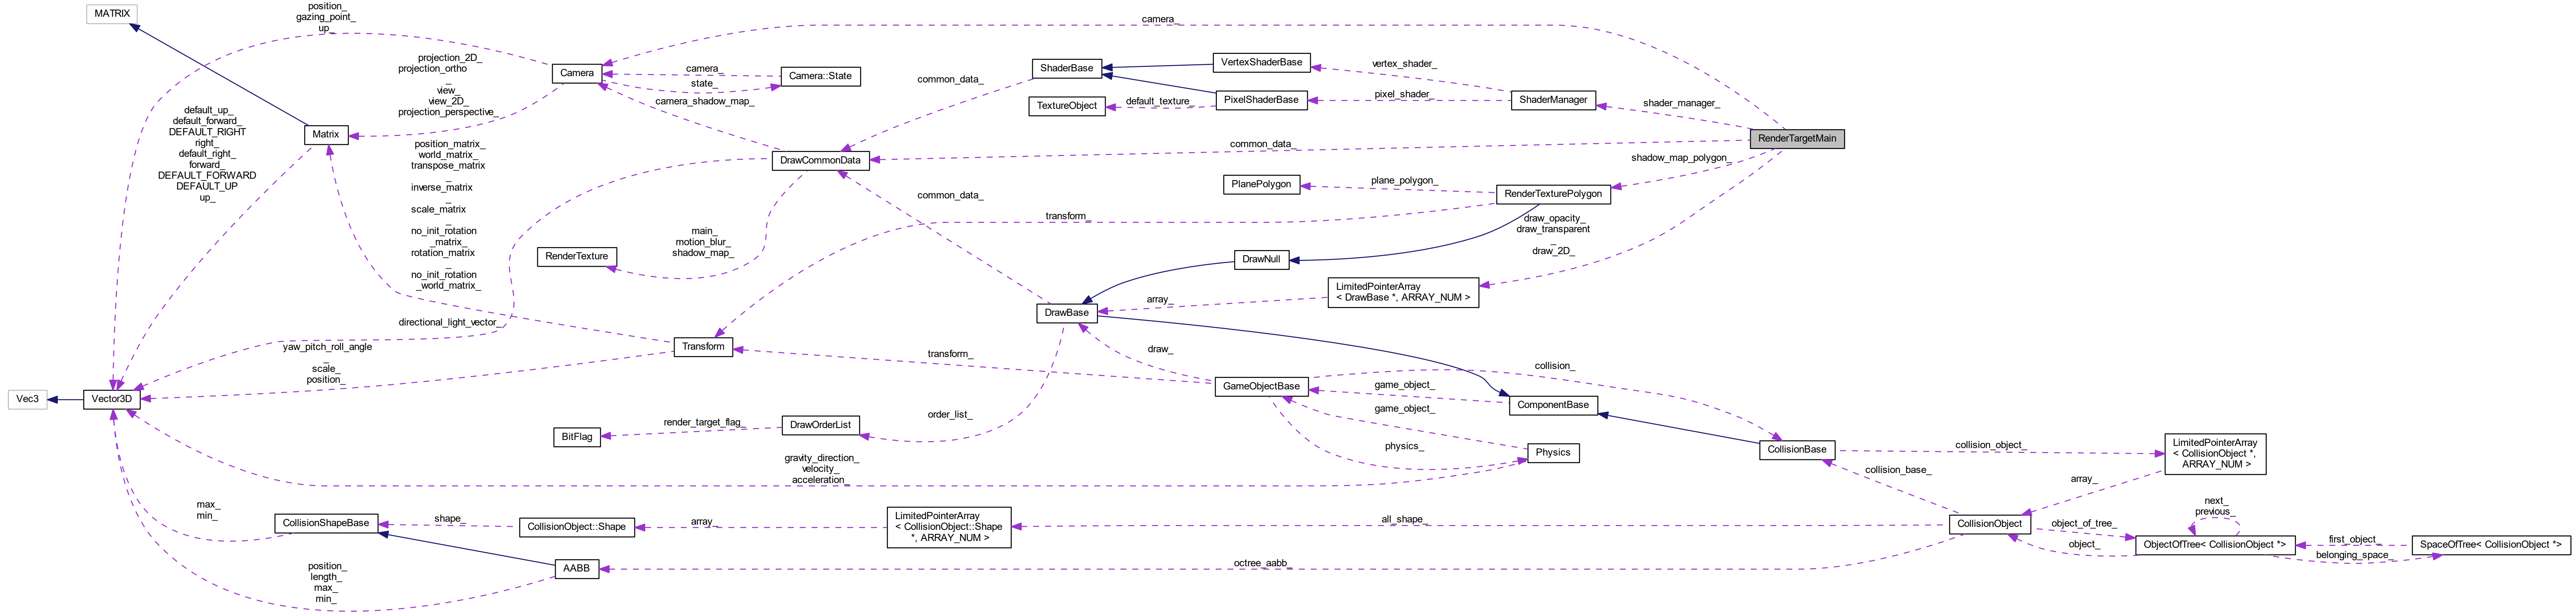 MATRIX
position_
gazing_point_
up_
camera_
projection_2D_
projection_ortho
_
view_
view_2D_
projection_perspective_
Camera
camera_
state_
Camera::State
camera_shadow_map_
common_data_
ShaderBase
VertexShaderBase
vertex_shader_
TextureObject
default_texture_
PixelShaderBase
pixel_shader_
ShaderManager
shader_manager_
RenderTargetMain
default_up_
default_forward_
DEFAULT_RIGHT
right_
default_right_
forward_
DEFAULT_FORWARD
DEFAULT_UP
up_
Matrix
position_matrix_
world_matrix_
transpose_matrix
_
inverse_matrix
_
scale_matrix
_
no_init_rotation
_matrix_
rotation_matrix
_
no_init_rotation
_world_matrix_
DrawCommonData
common_data_
shadow_map_polygon_
PlanePolygon
plane_polygon_
RenderTexturePolygon
common_data_
transform_
draw_opacity_
draw_transparent
_
draw_2D_
main_
motion_blur_
shadow_map_
RenderTexture
DrawNull
LimitedPointerArray
< DrawBase *, ARRAY_NUM >
array_
DrawBase
directional_light_vector_
yaw_pitch_roll_angle
_
scale_
position_
Transform
transform_
draw_
collision_
Vec3
Vector3D
GameObjectBase
game_object_
ComponentBase
game_object_
order_list_
BitFlag
render_target_flag_
DrawOrderList
physics_
Physics
CollisionBase
collision_object_
LimitedPointerArray
< CollisionObject *,
ARRAY_NUM >
gravity_direction_
velocity_
acceleration_
collision_base_
array_
max_
min_
CollisionShapeBase
shape_
CollisionObject::Shape
array_
LimitedPointerArray
< CollisionObject::Shape
*, ARRAY_NUM >
all_shape_
CollisionObject
object_of_tree_
object_
next_
previous_
ObjectOfTree< CollisionObject *>
first_object_
belonging_space_
SpaceOfTree< CollisionObject *>
position_
length_
max_
min_
AABB
octree_aabb_